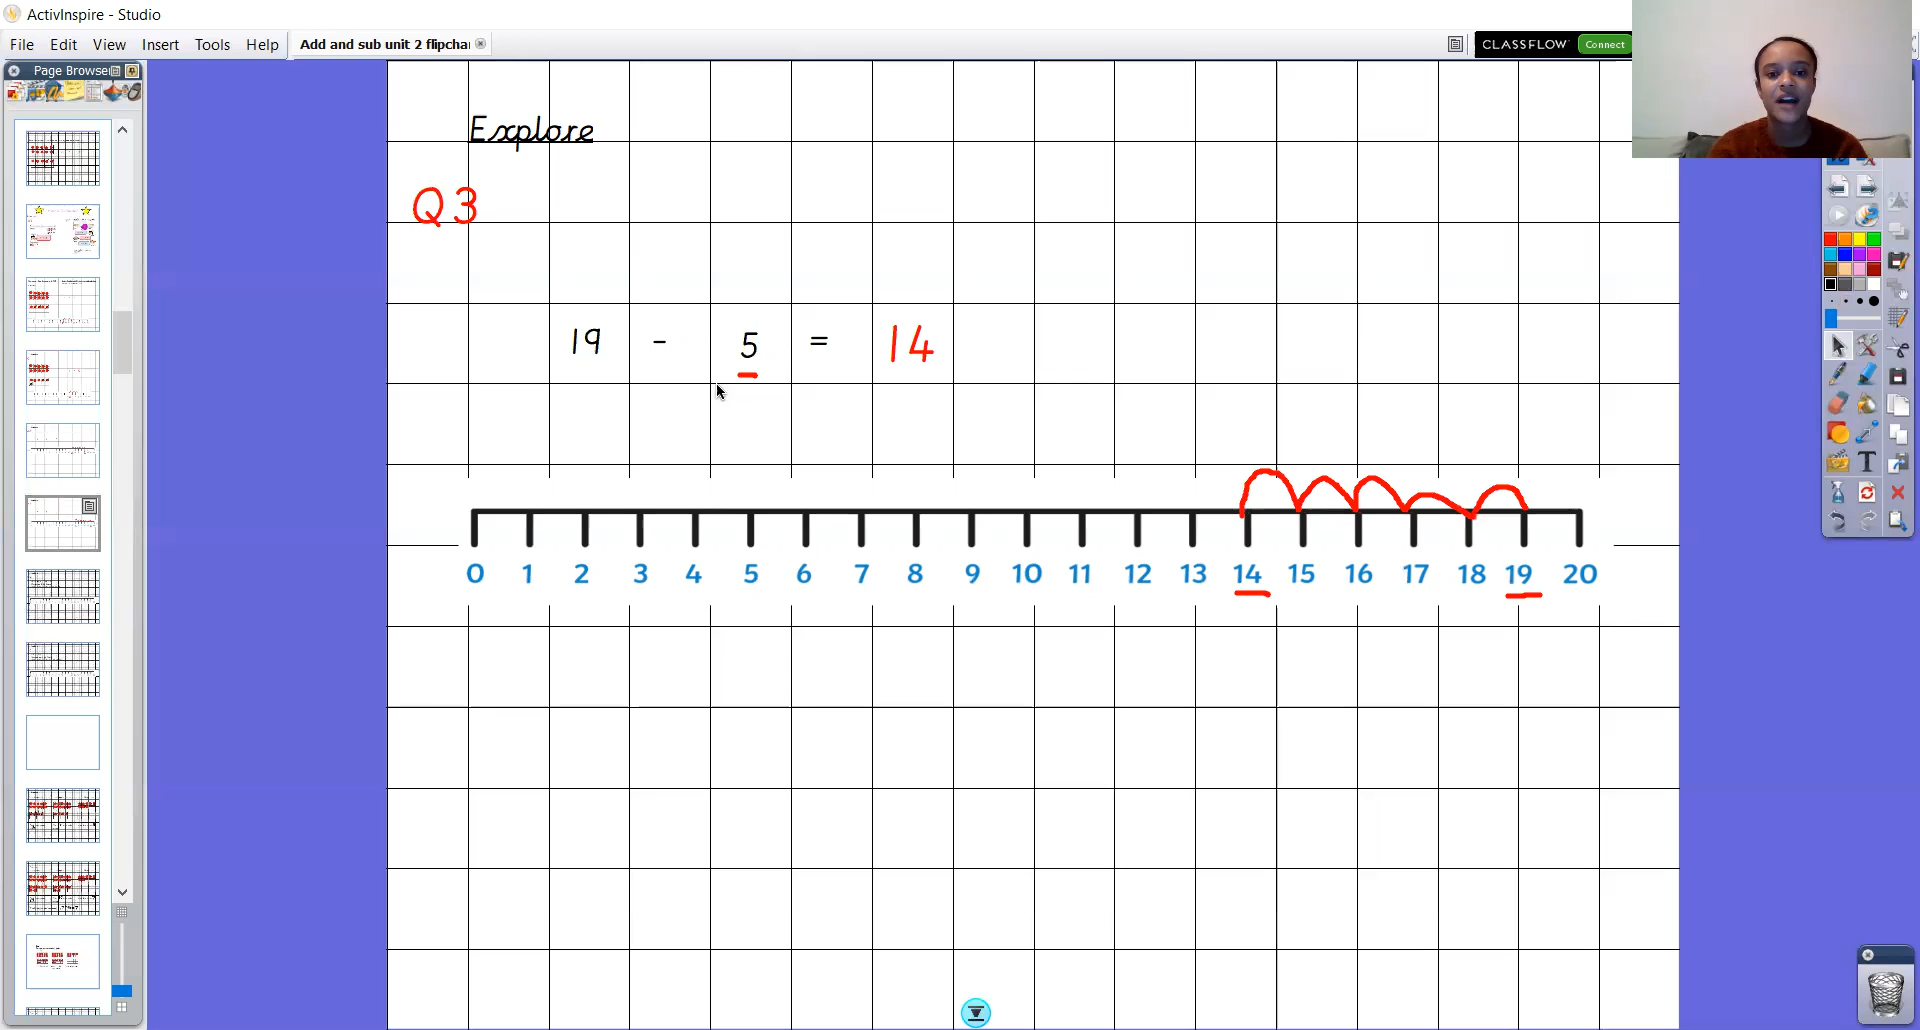 ActivInspire - Studio
File Edit View Insert Tools Help Add and sub unit 2 flipchar
CLASSFLOW Connect
Page Browser
Explore
Q3
19 - 5 = 14
0 1 2 3 4 5 6 7 8 9 10 11 12 13 14 15 16 17 18 19 20